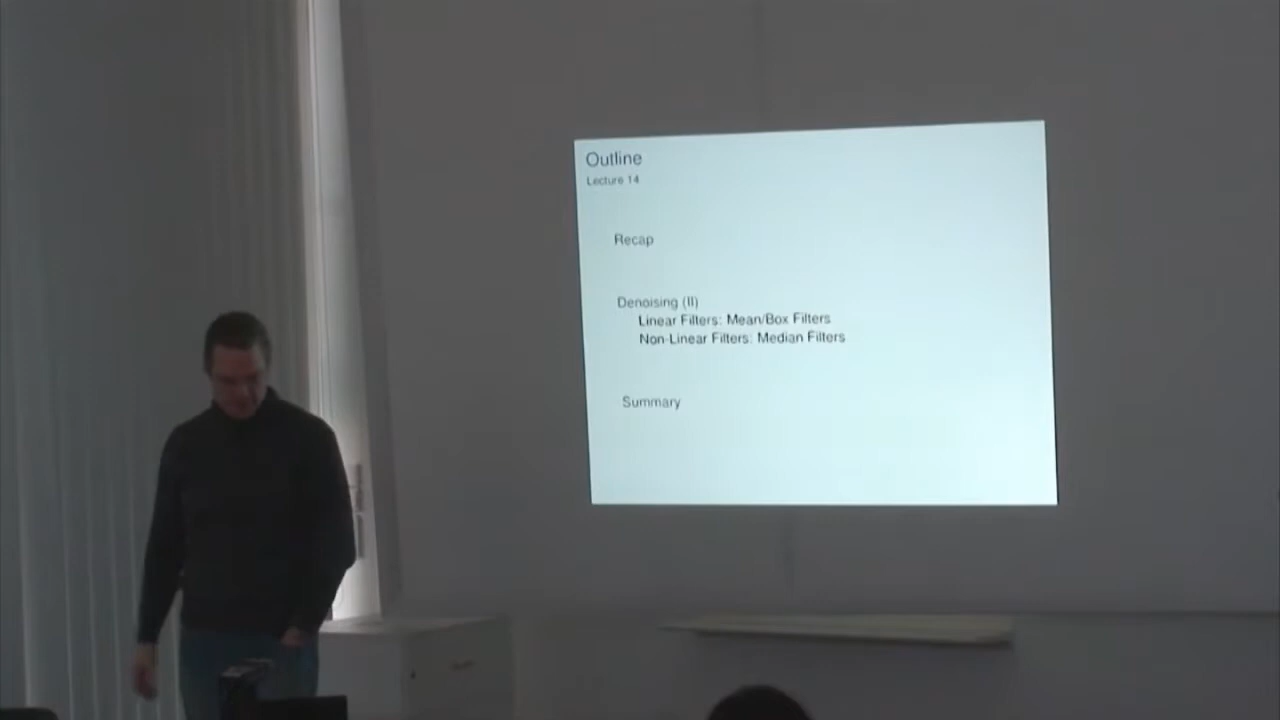 Outline
Lecture 14
Recap
Denoising (II)
Linear Filters: Mean/Box Filters
Non-Linear Filters: Median Filters
Summary